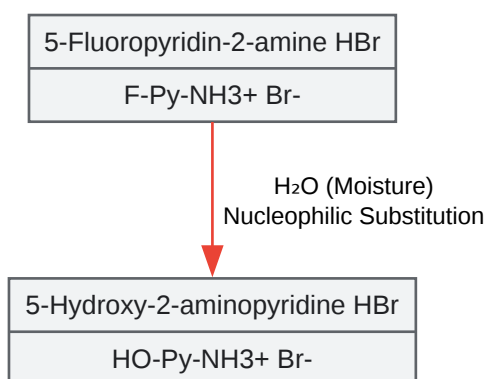 5-Fluoropyridin-2-amine HBr
F-Py-NH3+ Br-
H₂O (Moisture)
Nucleophilic Substitution
5-Hydroxy-2-aminopyridine HBr
HO-Py-NH3+ Br-